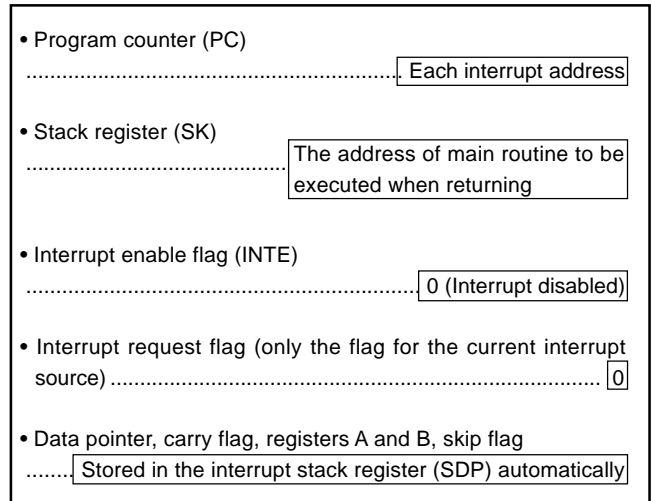 • Program counter (PC)
............................................................... Each interrupt address
• Stack register (SK)
........................................... The address of main routine to be
executed when returning
• Interrupt enable flag (INTE)
.................................................................. 0 (Interrupt disabled)
• Interrupt request flag (only the flag for the current interrupt
source) .................................................................................. 0
• Data pointer, carry flag, registers A and B, skip flag
........ Stored in the interrupt stack register (SDP) automatically